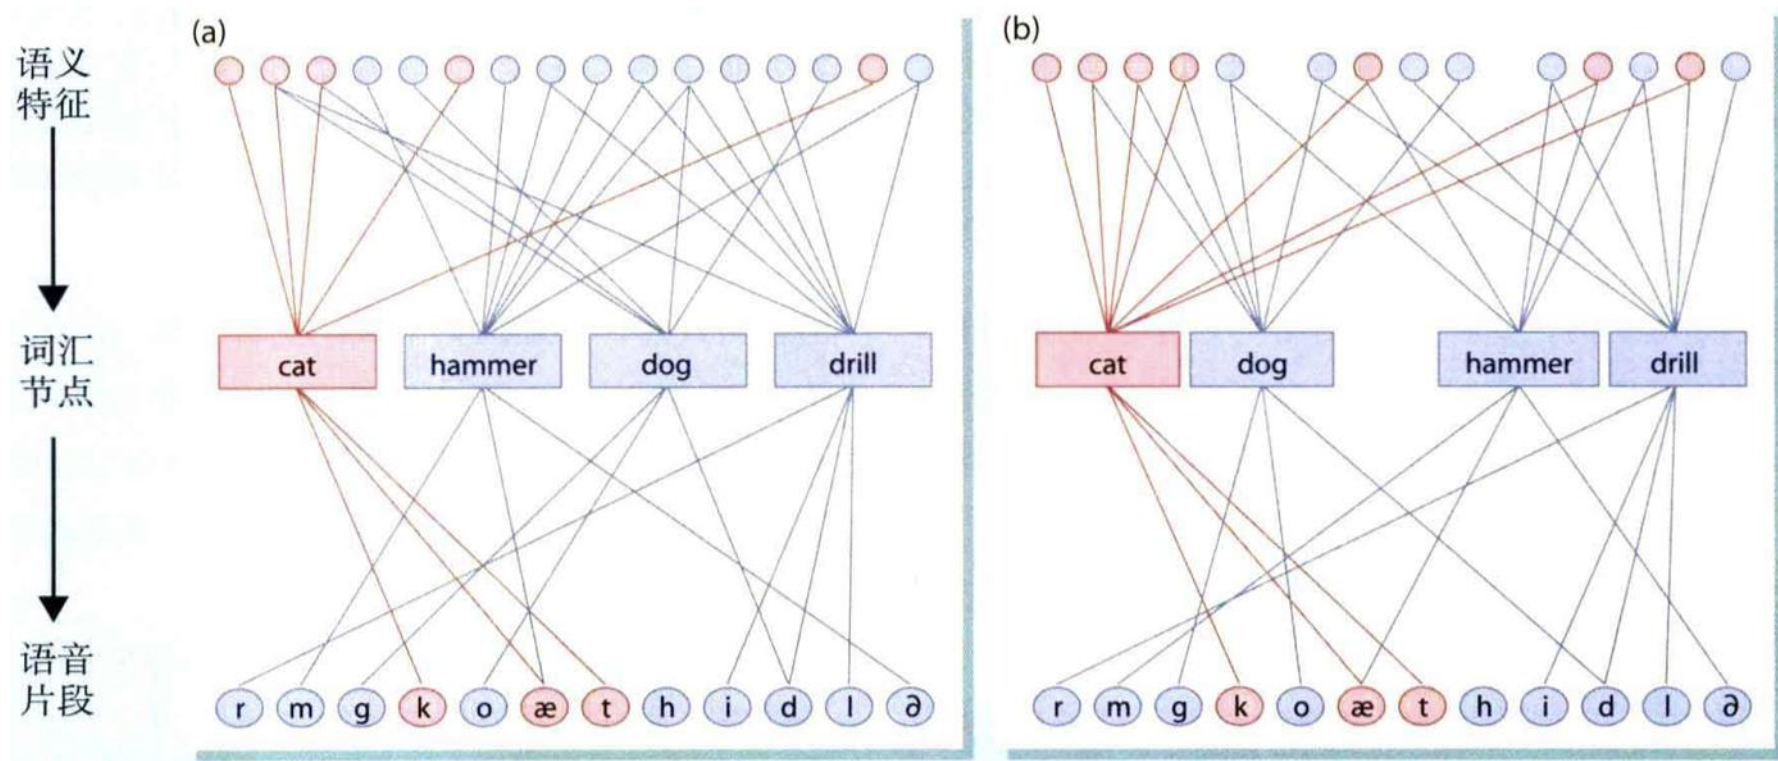 (a)
(b)
语义
特征
词汇
节点
cat
hammer
dog
drill
cat
dog
hammer
drill
语音
片段
r m g k o æ t h i d l ə
r m g k o æ t h i d l ə